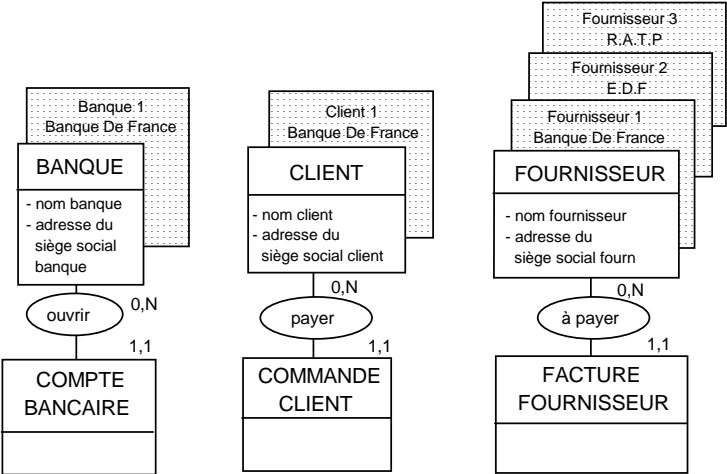 Banque 1
Banque De France
BANQUE
- nom banque
- adresse du
siège social
banque
ouvrir
0,N
1,1
COMPTE
BANCAIRE
Client 1
Banque De France
CLIENT
- nom client
- adresse du
siège social client
0,N
payer
1,1
COMMANDE
CLIENT
Fournisseur 3
R.A.T.P
Fournisseur 2
E.D.F
Fournisseur 1
Banque De France
FOURNISSEUR
- nom fournisseur
- adresse du
siège social fourn
0,N
à payer
1,1
FACTURE
FOURNISSEUR